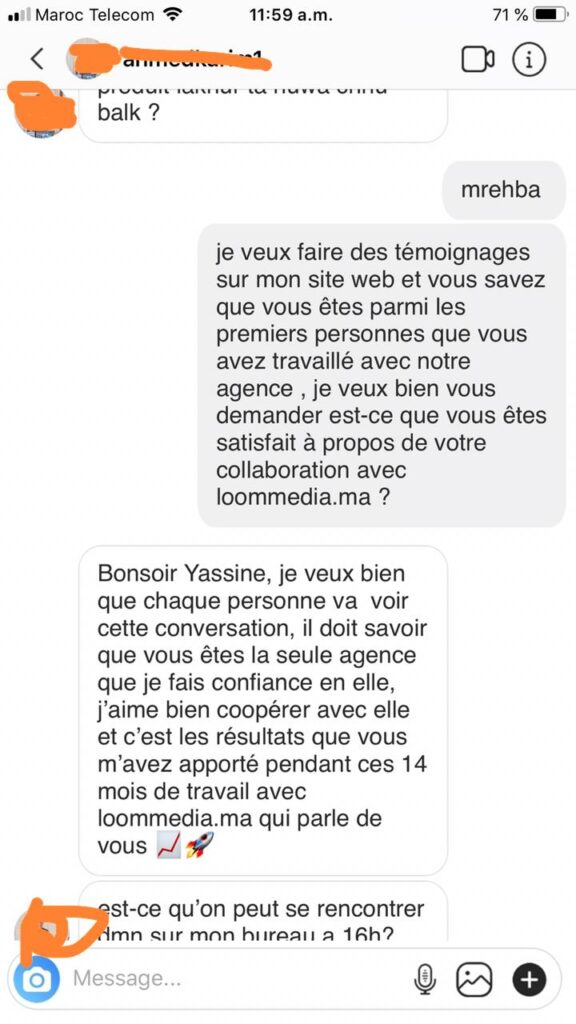 Maroc Telecom 11:59 a.m. 71 %
balk ?
mrehba
je veux faire des témoignages
sur mon site web et vous savez
que vous êtes parmi les
premiers personnes que vous
avez travaillé avec notre
agence , je veux bien vous
demander est-ce que vous êtes
satisfait à propos de votre
collaboration avec
loommedia.ma ?
Bonsoir Yassine, je veux bien
que chaque personne va  voir
cette conversation, il doit savoir
que vous êtes la seule agence
que je fais confiance en elle,
j’aime bien coopérer avec elle
et c’est les résultats que vous
m’avez apporté pendant ces 14
mois de travail avec
loommedia.ma qui parle de
vous 📈🚀
est-ce qu’on peut se rencontrer
dmn sur mon bureau a 16h?
Message...